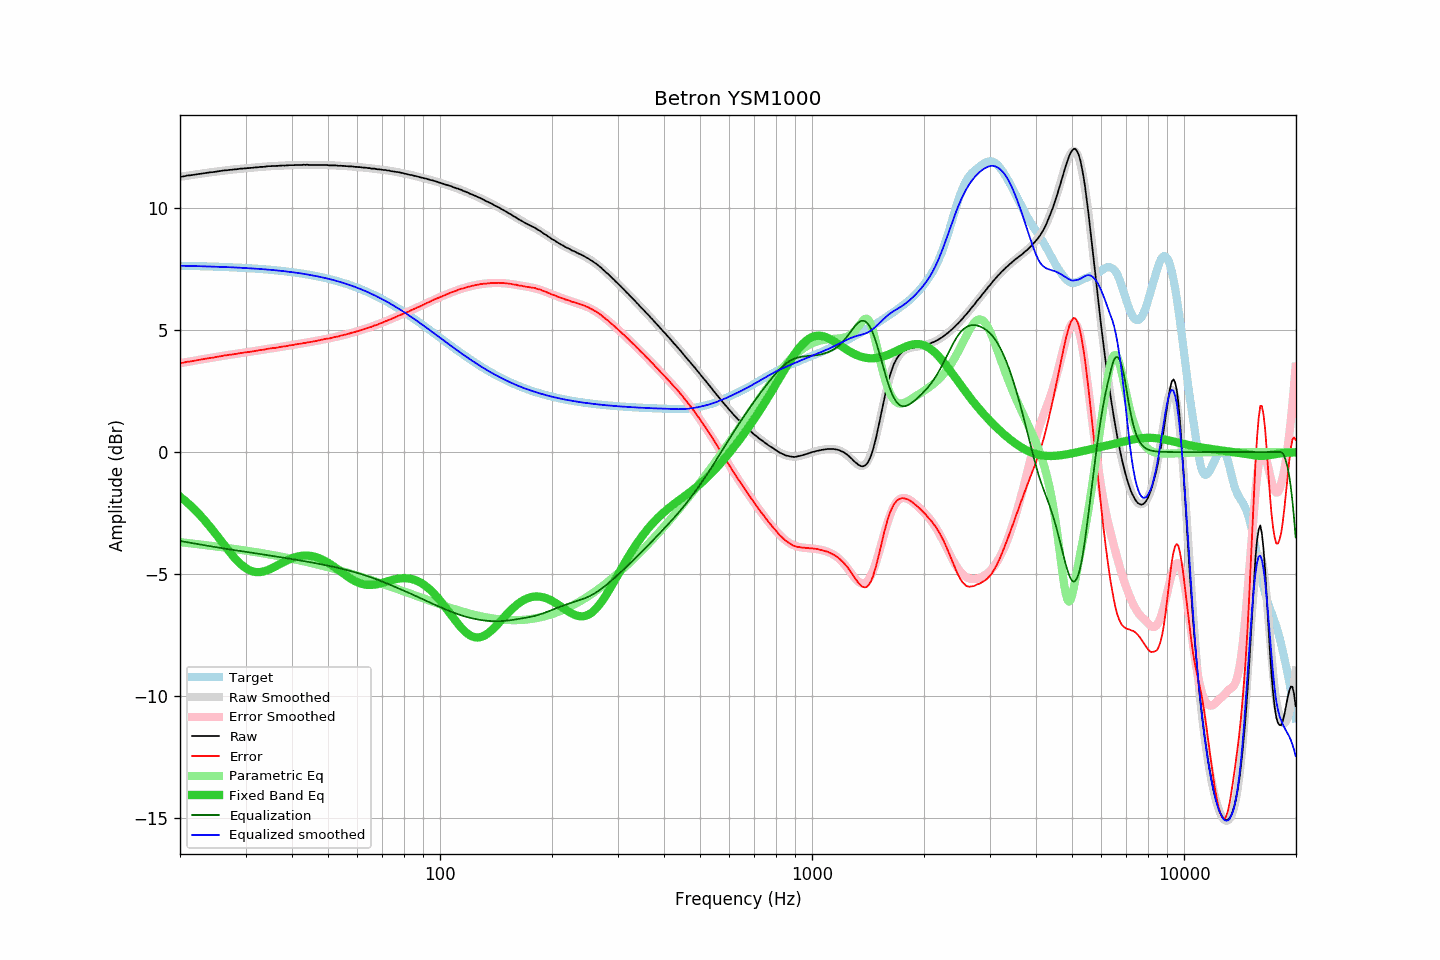 Betron YSM1000
10
5
0
−5
−10
−15
Amplitude (dBr)
Target
Raw Smoothed
Error Smoothed
Raw
Error
Parametric Eq
Fixed Band Eq
Equalization
Equalized smoothed
100 1000 10000
Frequency (Hz)